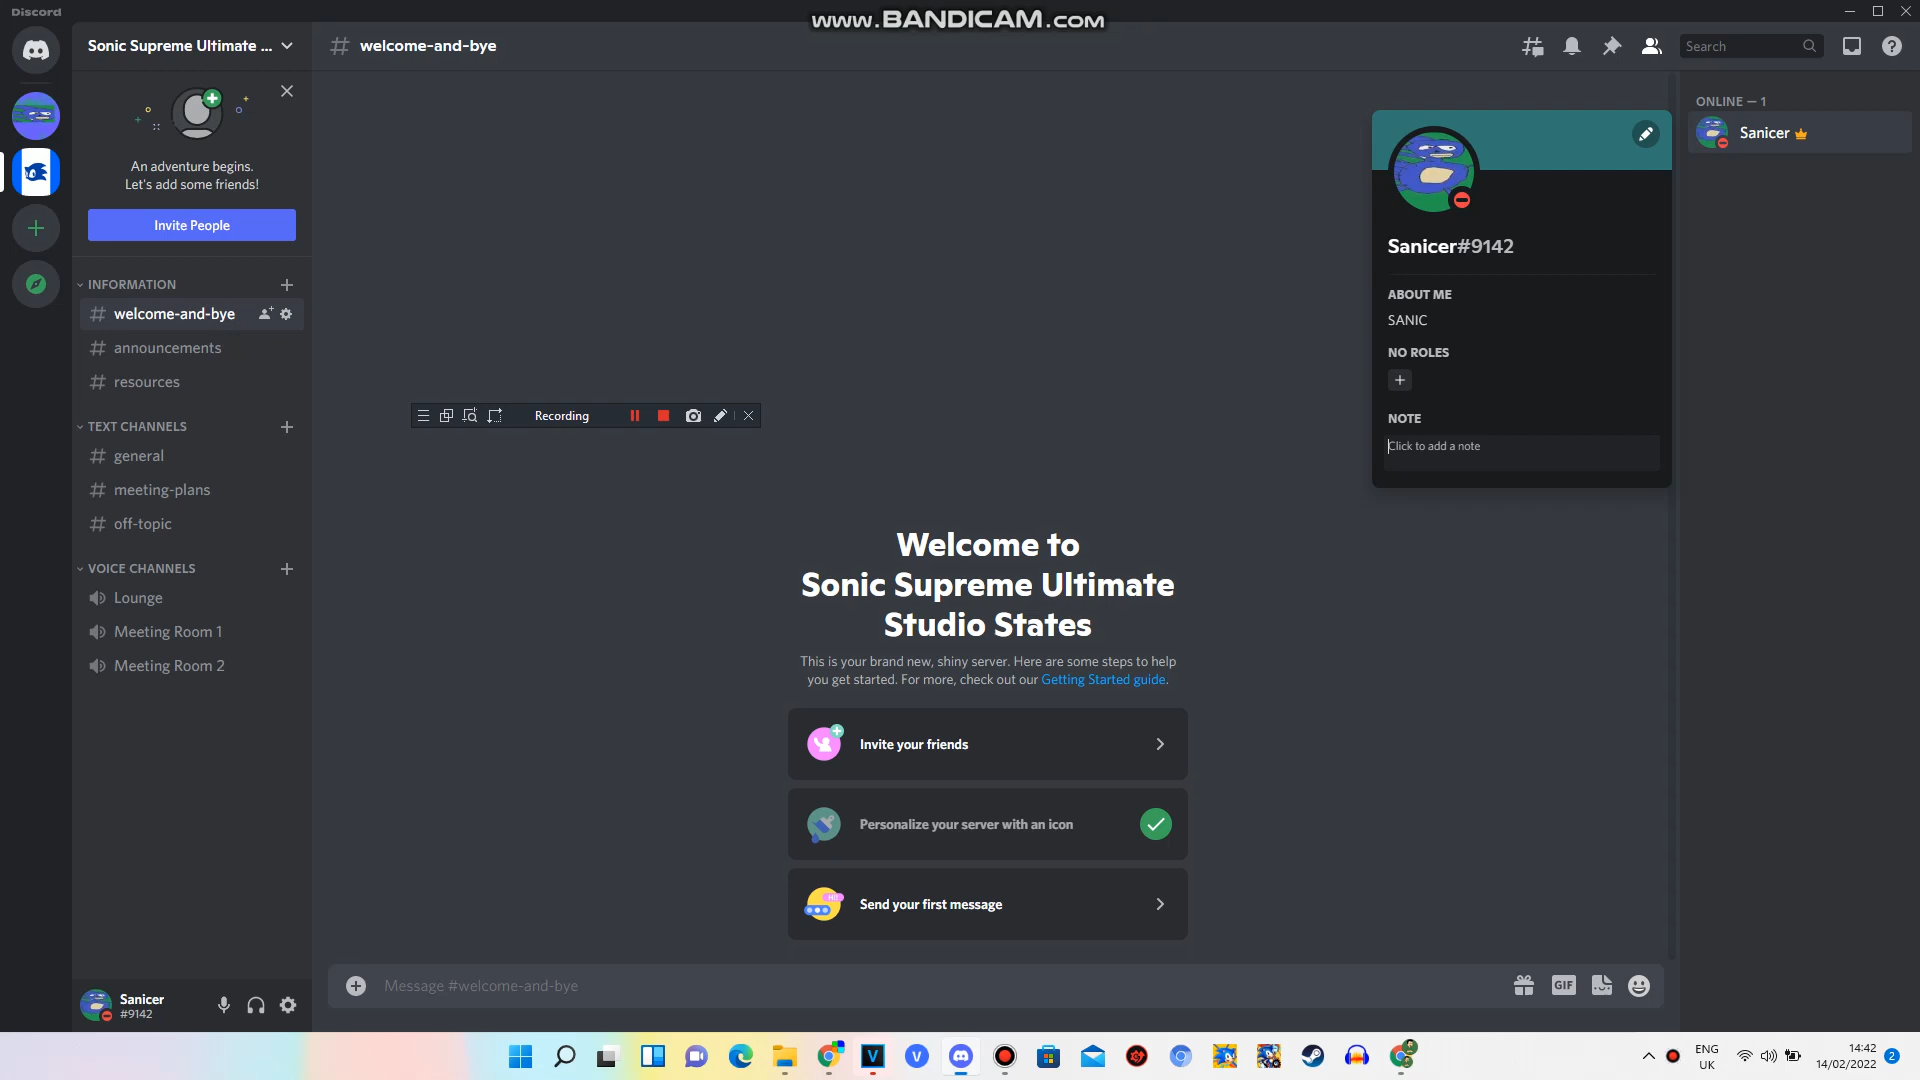 Discord
www.BANDICAM.com
Sonic Supreme Ultimate ...
welcome-and-bye
Search
An adventure begins.
Let's add some friends!
Invite People
INFORMATION
welcome-and-bye
announcements
resources
TEXT CHANNELS
general
meeting-plans
off-topic
VOICE CHANNELS
Lounge
Meeting Room 1
Meeting Room 2
Sanicer
#9142
Recording
Welcome to
Sonic Supreme Ultimate
Studio States
This is your brand new, shiny server. Here are some steps to help
you get started. For more, check out our Getting Started guide.
Invite your friends
Personalize your server with an icon
Send your first message
Message #welcome-and-bye
GIF
Sanicer#9142
ABOUT ME
SANIC
NO ROLES
NOTE
Click to add a note
ONLINE — 1
Sanicer
ENG
UK
14:42
14/02/2022
2